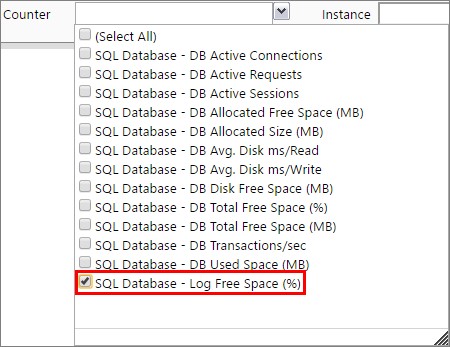 Counter Instance
(Select All)
SQL Database - DB Active Connections
SQL Database - DB Active Requests
SQL Database - DB Active Sessions
SQL Database - DB Allocated Free Space (MB)
SQL Database - DB Allocated Size (MB)
SQL Database - DB Avg. Disk ms/Read
SQL Database - DB Avg. Disk ms/Write
SQL Database - DB Disk Free Space (MB)
SQL Database - DB Total Free Space (%)
SQL Database - DB Total Free Space (MB)
SQL Database - DB Transactions/sec
SQL Database - DB Used Space (MB)
SQL Database - Log Free Space (%)